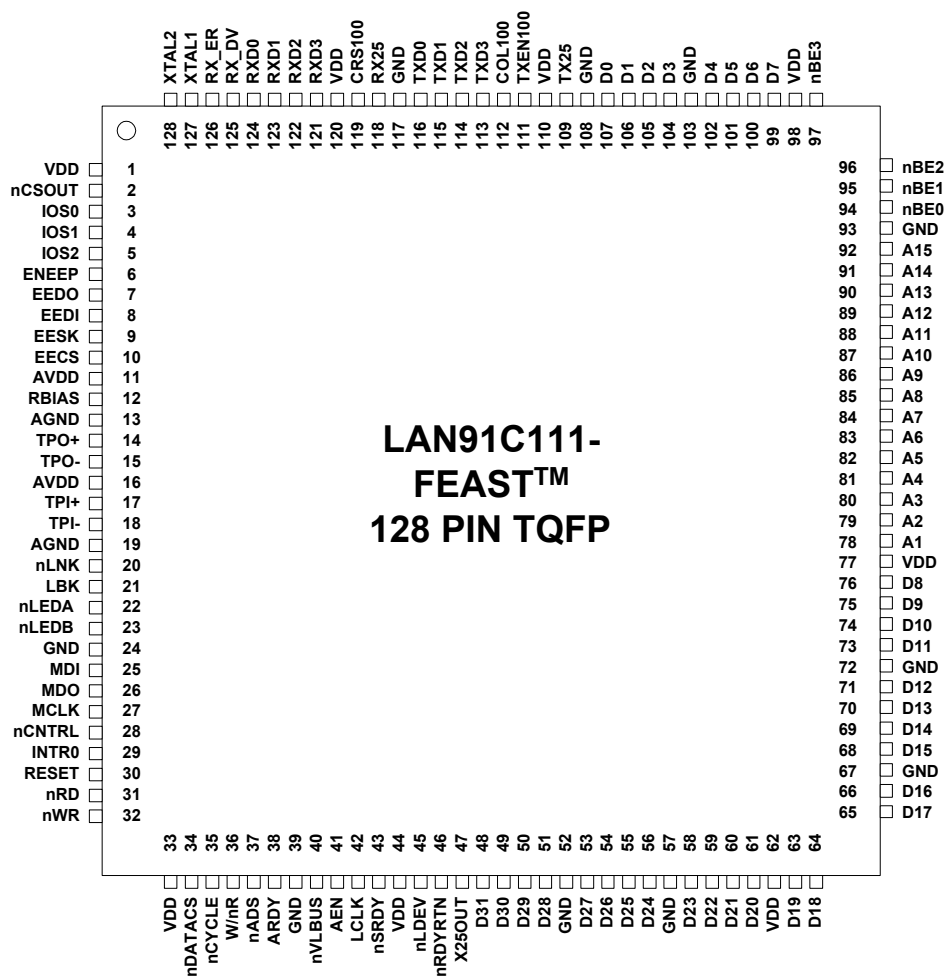 XTAL2
XTAL1
RX_ER
RX_DV
RXD0
RXD1
RXD2
RXD3
VDD
CRS100
RX25
GND
TXD0
TXD1
TXD2
TXD3
COL100
TXEN100
VDD
TX25
GND
D0
D1
D2
D3
GND
D4
D5
D6
D7
VDD
nBE3
128
127
126
125
124
123
122
121
120
119
118
117
116
115
114
113
112
111
110
109
108
107
106
105
104
103
102
101
100
99
98
97
VDD 1
nCSOUT 2
IOS0 3
IOS1 4
IOS2 5
ENEEP 6
EEDO 7
EEDI 8
EESK 9
EECS 10
AVDD 11
RBIAS 12
AGND 13
TPO+ 14
TPO- 15
AVDD 16
TPI+ 17
TPI- 18
AGND 19
nLNK 20
LBK 21
nLEDA 22
nLEDB 23
GND 24
MDI 25
MDO 26
MCLK 27
nCNTRL 28
INTR0 29
RESET 30
nRD 31
nWR 32
LAN91C111-
FEAST™
128 PIN TQFP
96 nBE2
95 nBE1
94 nBE0
93 GND
92 A15
91 A14
90 A13
89 A12
88 A11
87 A10
86 A9
85 A8
84 A7
83 A6
82 A5
81 A4
80 A3
79 A2
78 A1
77 VDD
76 D8
75 D9
74 D10
73 D11
72 GND
71 D12
70 D13
69 D14
68 D15
67 GND
66 D16
65 D17
33
34
35
36
37
38
39
40
41
42
43
44
45
46
47
48
49
50
51
52
53
54
55
56
57
58
59
60
61
62
63
64
VDD
nDATACS
nCYCLE
W/nR
nADS
ARDY
GND
nVLBUS
AEN
LCLK
nSRDY
VDD
nLDEV
nRDYRTN
X25OUT
D31
D30
D29
D28
GND
D27
D26
D25
D24
GND
D23
D22
D21
D20
VDD
D19
D18